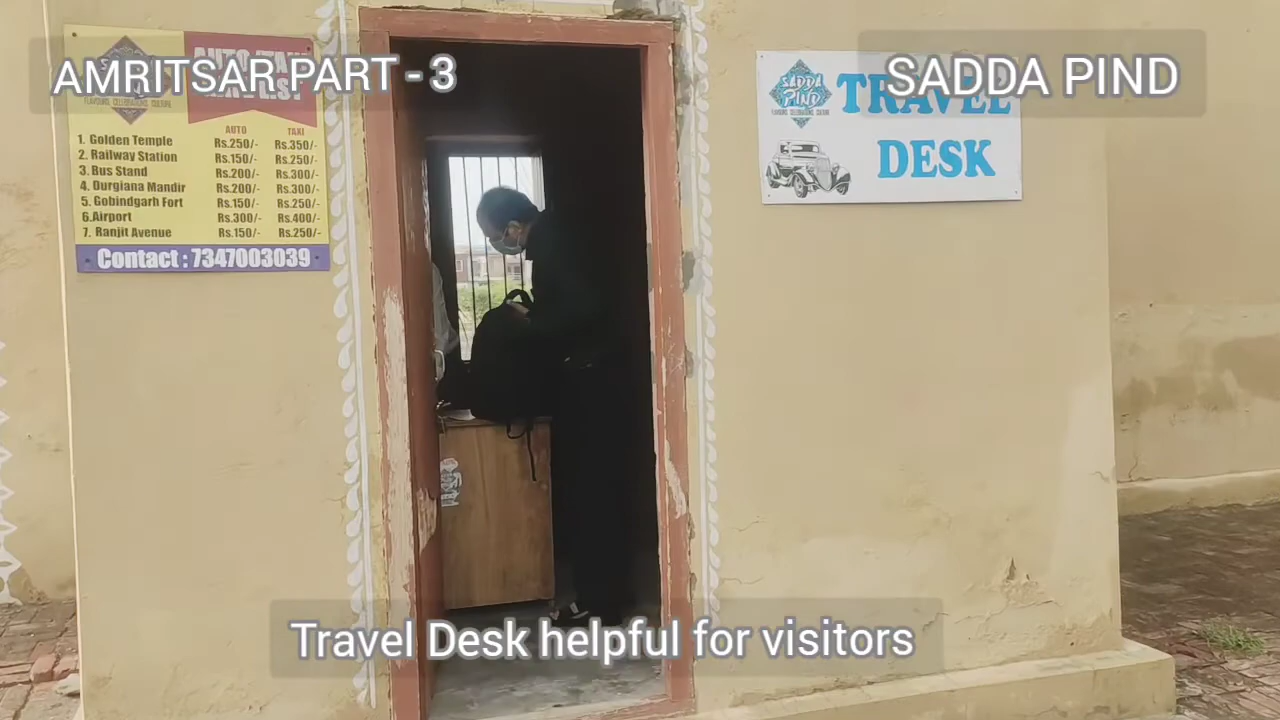 AMRITSAR PART - 3
SADDA PIND
FLAVOURS CELEBRATIONS CULTURE
AUTO TAXI
1. Golden Temple Rs.250/- Rs.350/-
2. Railway Station Rs.150/- Rs.250/-
3. Bus Stand Rs.200/- Rs.300/-
4. Durgiana Mandir Rs.200/- Rs.300/-
5. Gobindgarh Fort Rs.150/- Rs.250/-
6.Airport Rs.300/- Rs.400/-
7. Ranjit Avenue Rs.150/- Rs.250/-
Contact : 7347003039
SADDA
PIND
TRAVEL
DESK
Travel Desk helpful for visitors